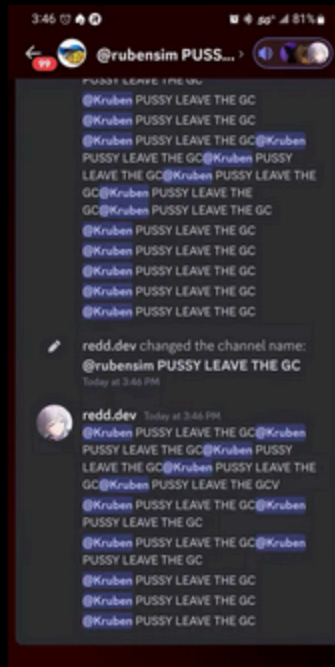 3:46
5G 81%
99
@rubensim PUSS... >
PUSSY LEAVE THE GC
@Kruben PUSSY LEAVE THE GC
@Kruben PUSSY LEAVE THE GC
@Kruben PUSSY LEAVE THE GC@Kruben
PUSSY LEAVE THE GC@Kruben PUSSY
LEAVE THE GC@Kruben PUSSY LEAVE THE
GC@Kruben PUSSY LEAVE THE
GC@Kruben PUSSY LEAVE THE GC
@Kruben PUSSY LEAVE THE GC
@Kruben PUSSY LEAVE THE GC
@Kruben PUSSY LEAVE THE GC
@Kruben PUSSY LEAVE THE GC
@Kruben PUSSY LEAVE THE GC
redd.dev changed the channel name:
@rubensim PUSSY LEAVE THE GC
Today at 3:46 PM
redd.dev Today at 3:46 PM
@Kruben PUSSY LEAVE THE GC@Kruben
PUSSY LEAVE THE GC@Kruben PUSSY
LEAVE THE GC@Kruben PUSSY LEAVE THE
GC@Kruben PUSSY LEAVE THE GCV
@Kruben PUSSY LEAVE THE GC@Kruben
PUSSY LEAVE THE GC
@Kruben PUSSY LEAVE THE GC@Kruben
PUSSY LEAVE THE GC
@Kruben PUSSY LEAVE THE GC
@Kruben PUSSY LEAVE THE GC
@Kruben PUSSY LEAVE THE GC